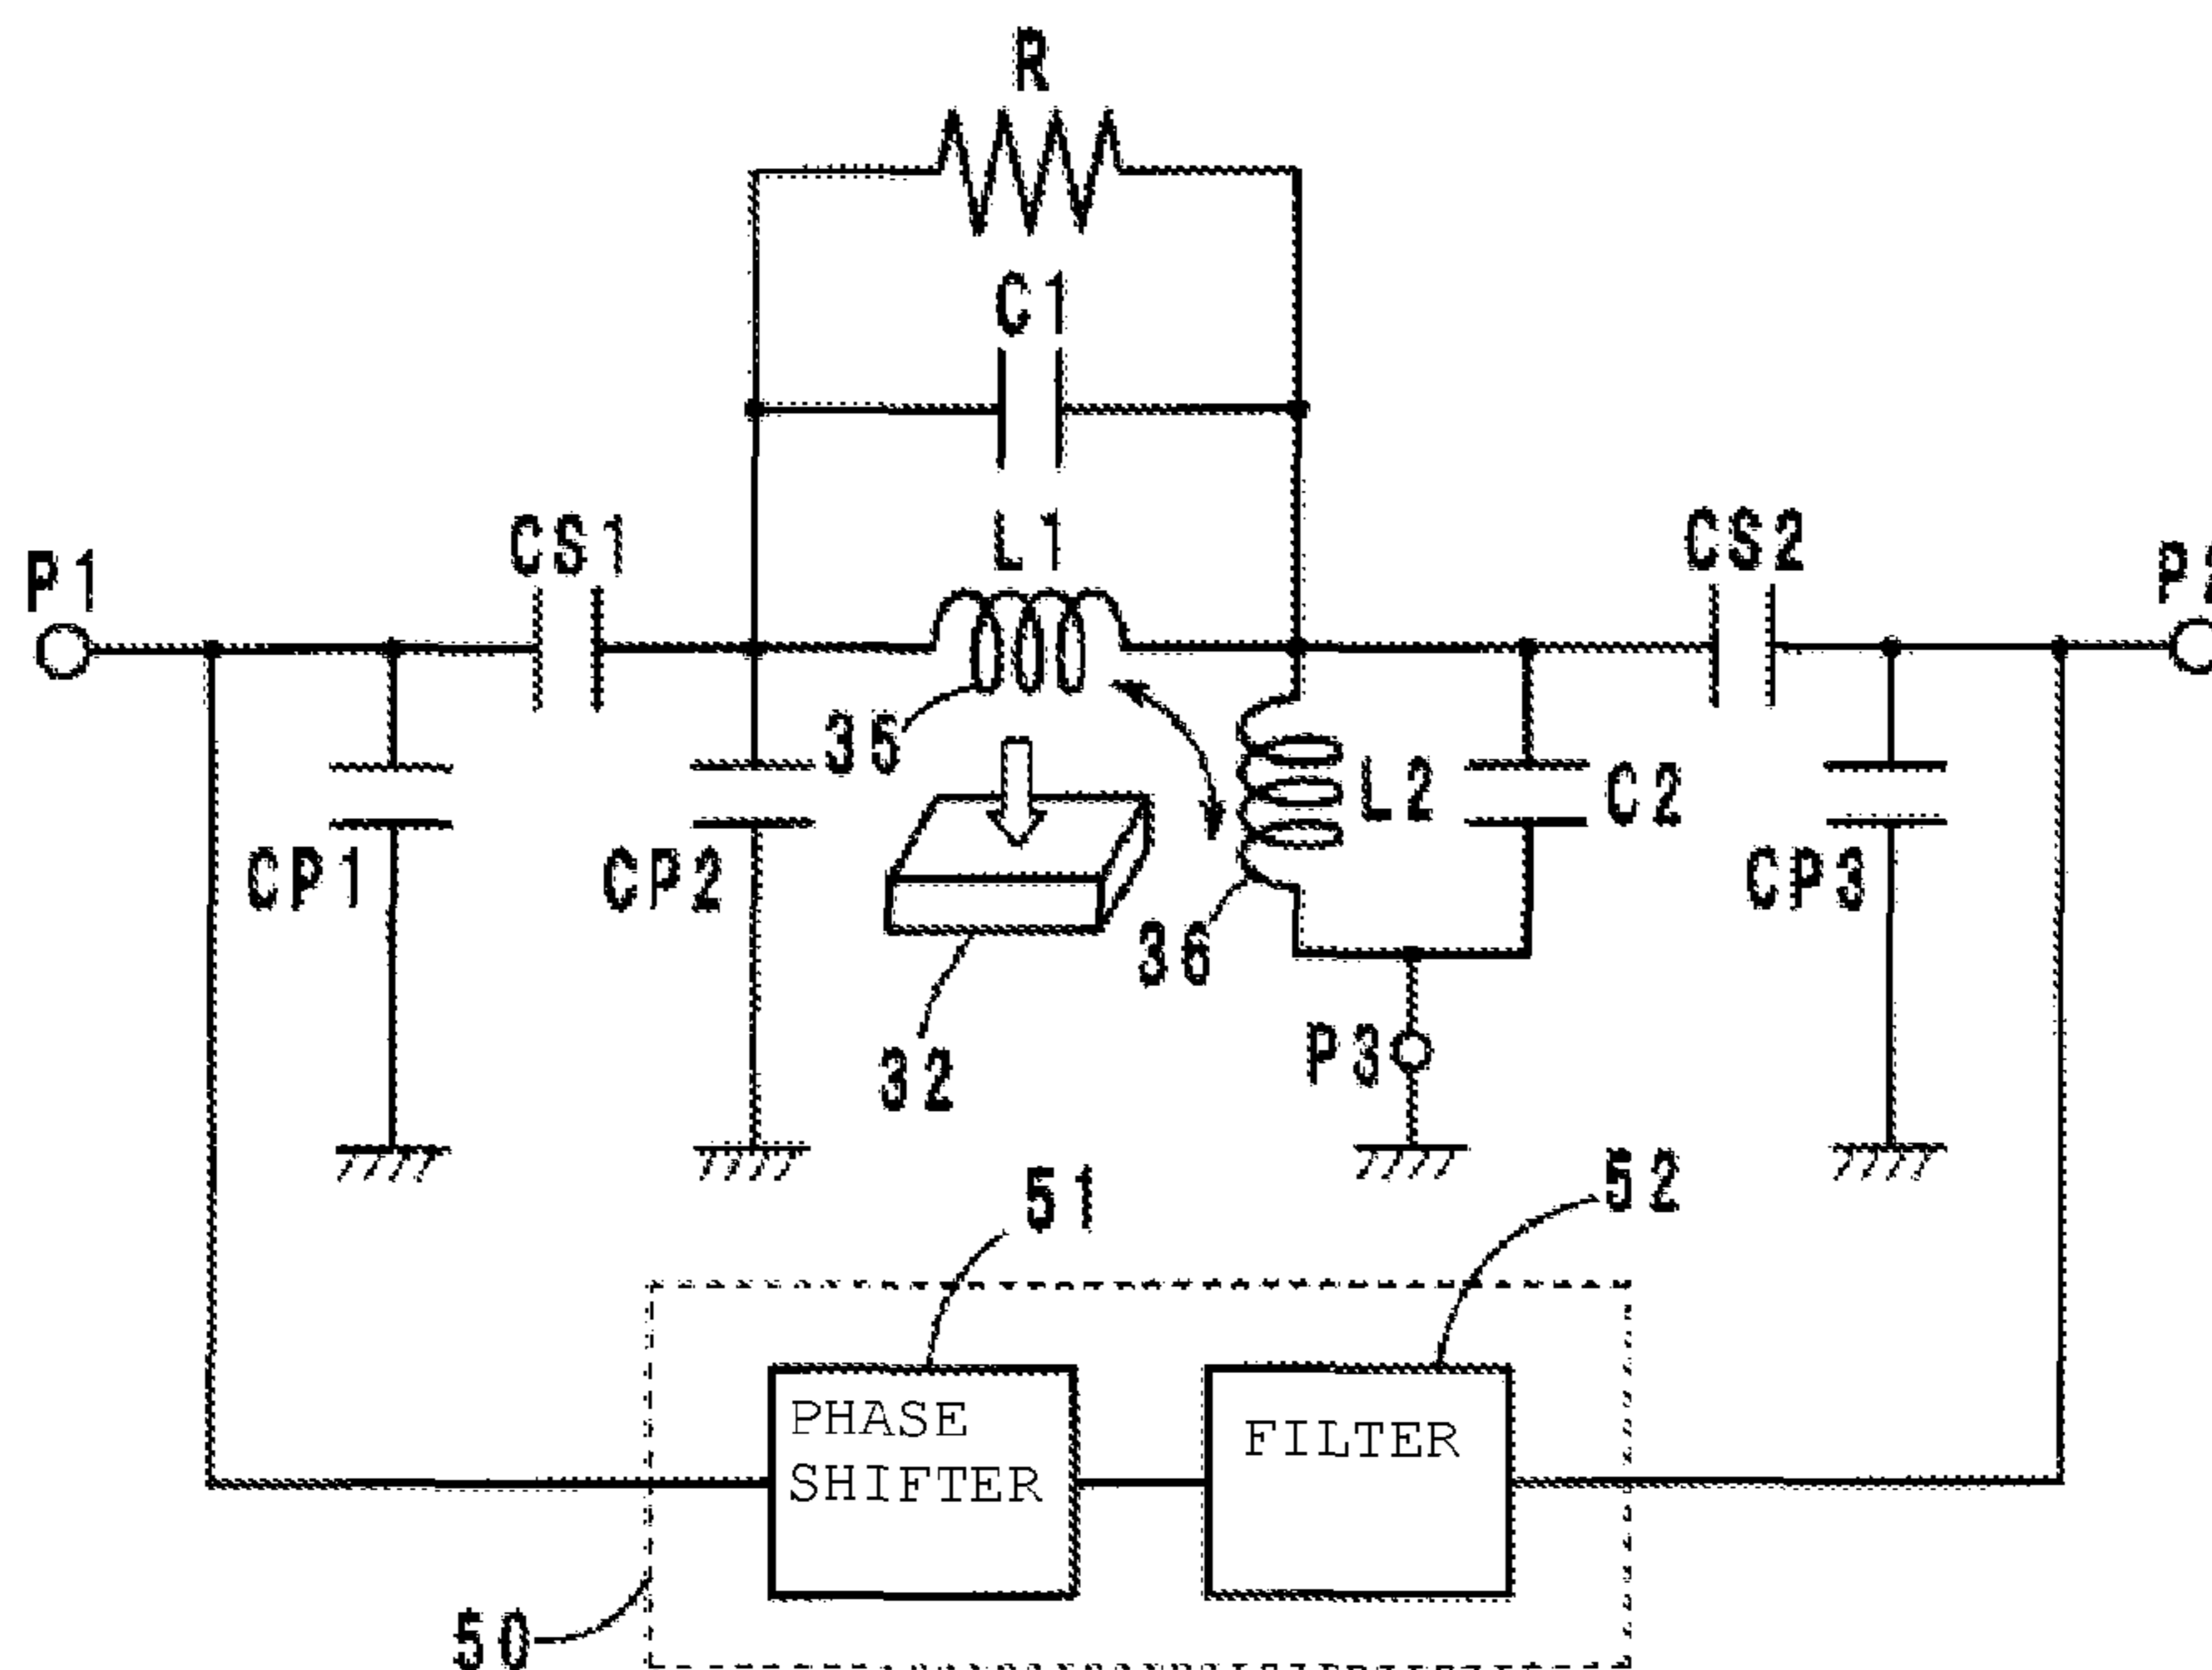 R
C1
L1
CS1
CS2
P1
P2
35
L2
C2
CP1
CP2
CP3
36
32
P3
51
52
PHASE
SHIFTER
FILTER
50